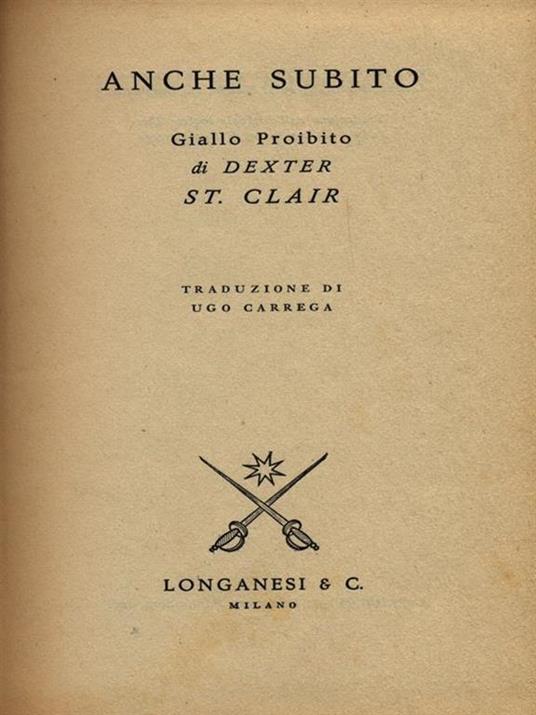 ANCHE SUBITO
Giallo Proibito
di DEXTER
ST. CLAIR
TRADUZIONE DI
UGO CARREGA
LONGANESI & C.
MILANO